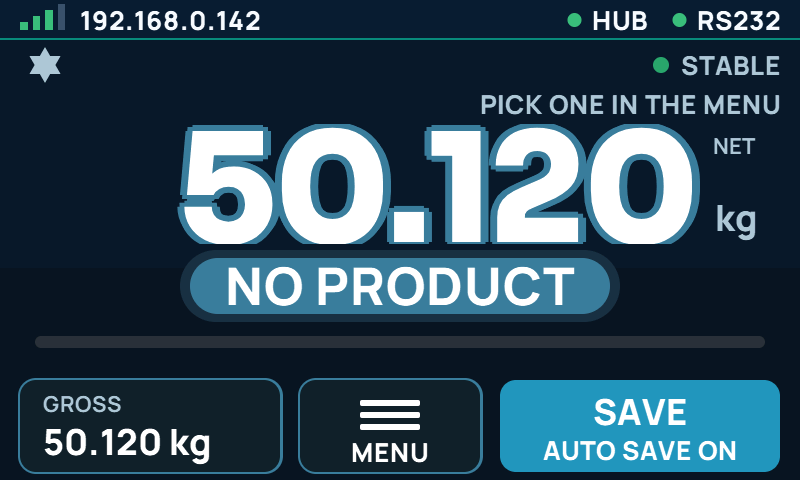 192.168.0.142 HUB RS232
STABLE
PICK ONE IN THE MENU
50.120 NET kg
NO PRODUCT
GROSS
50.120 kg
MENU
SAVE
AUTO SAVE ON